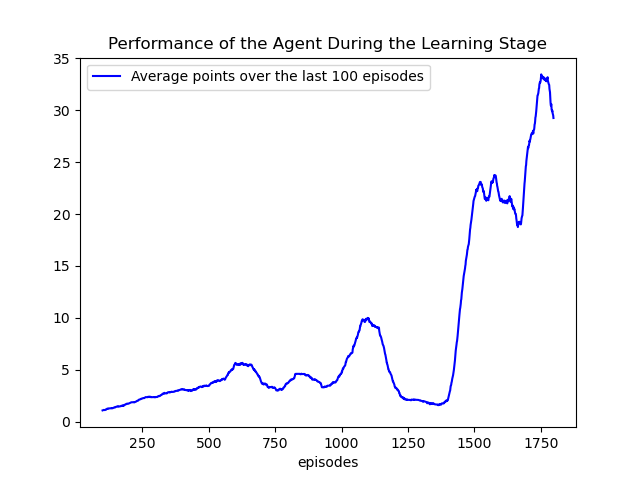 Performance of the Agent During the Learning Stage
Average points over the last 100 episodes
35
30
25
20
15
10
5
0
250 500 750 1000 1250 1500 1750
episodes